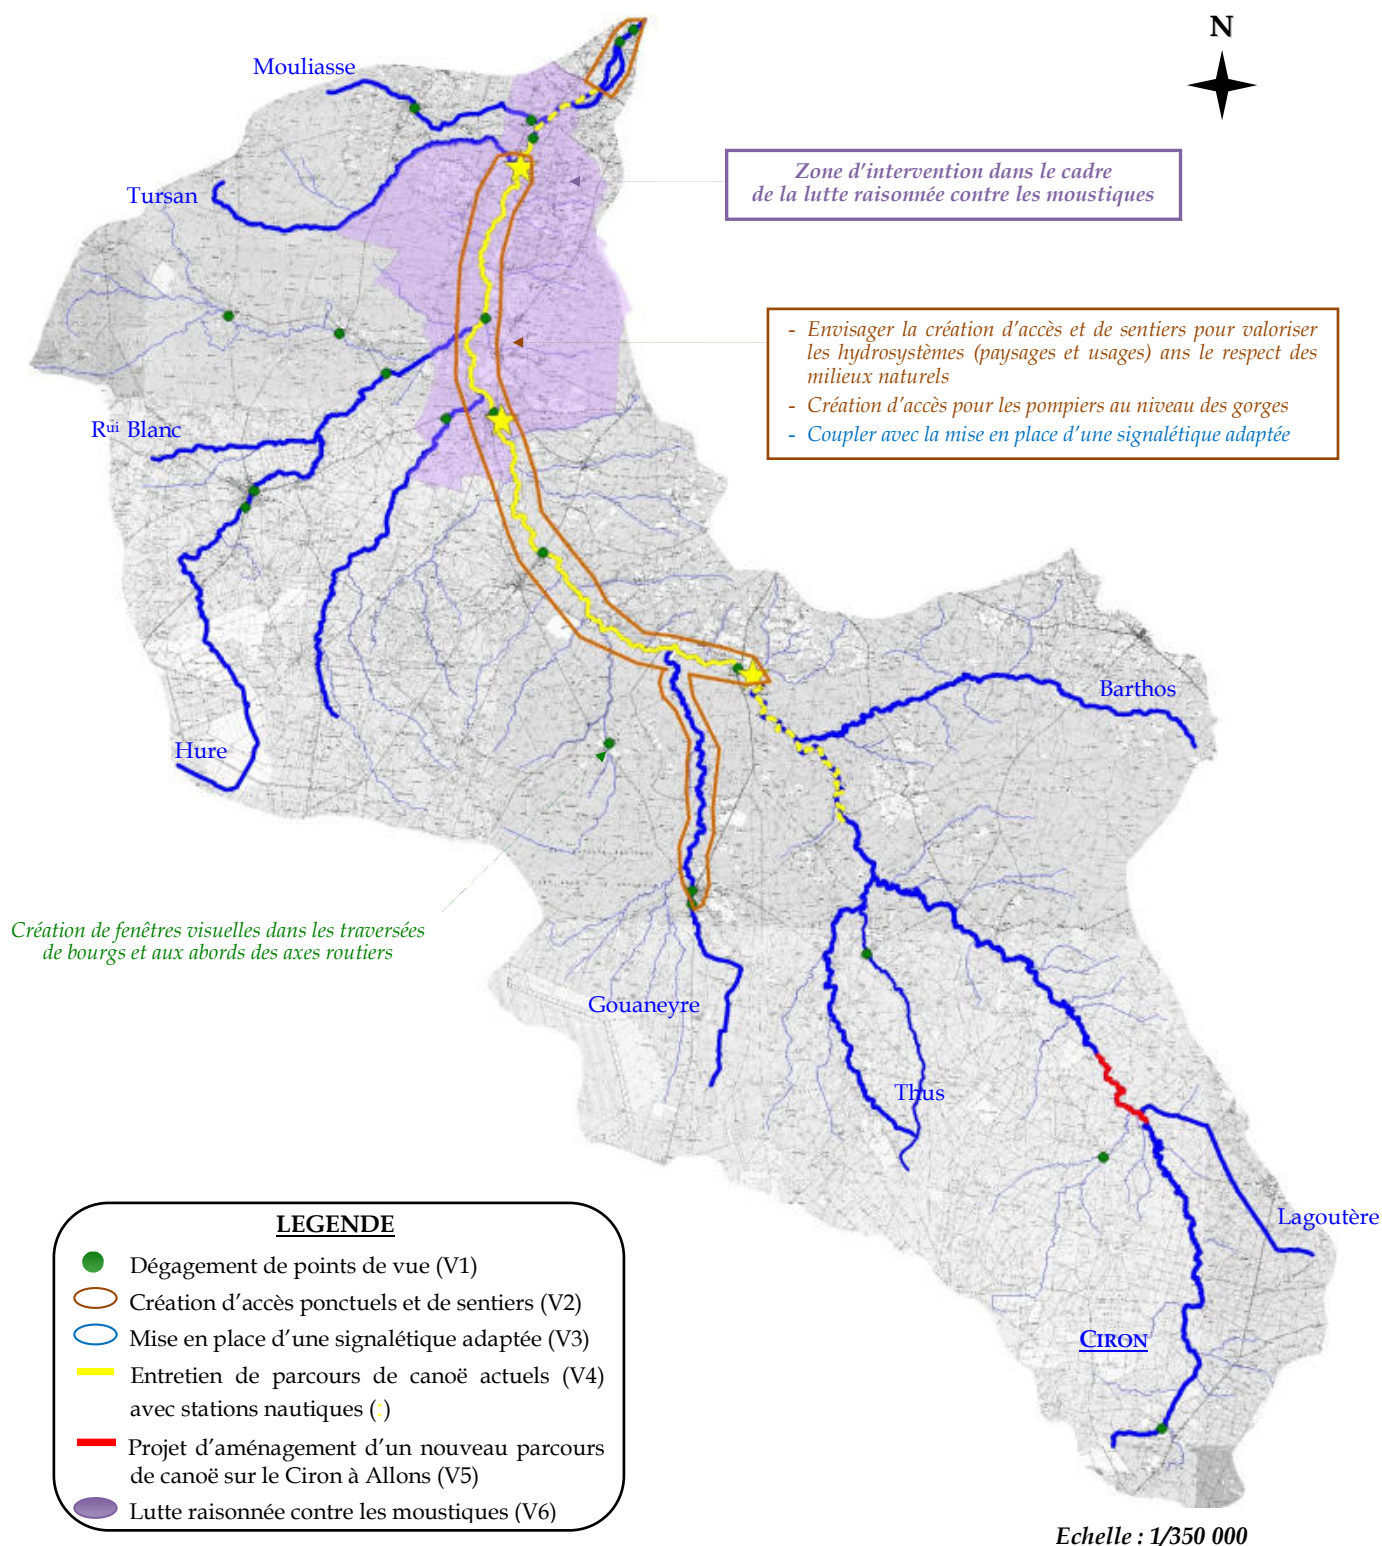 N
Mouliasse
Zone d'intervention dans le cadre
de la lutte raisonnée contre les moustiques
Tursan
- Envisager la création d'accès et de sentiers pour valoriser
les hydrosystèmes (paysages et usages) ans le respect des
milieux naturels
- Création d'accès pour les pompiers au niveau des gorges
- Coupler avec la mise en place d'une signalétique adaptée
Rui Blanc
Barthos
Hure
Création de fenêtres visuelles dans les traversées
de bourgs et aux abords des axes routiers
Gouaneyre
Thus
Lagoutère
CIRON
LEGENDE
Dégagement de points de vue (V1)
Création d'accès ponctuels et de sentiers (V2)
Mise en place d'une signalétique adaptée (V3)
Entretien de parcours de canoë actuels (V4)
avec stations nautiques (:)
Projet d'aménagement d'un nouveau parcours
de canoë sur le Ciron à Allons (V5)
Lutte raisonnée contre les moustiques (V6)
Echelle : 1/350 000